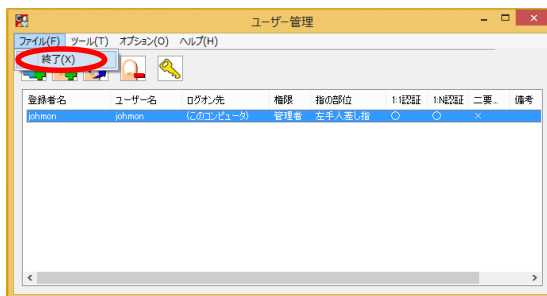 ユーザー管理
ファイル(F) ツール(T) オプション(O) ヘルプ(H)
終了(X)
登録者名 ユーザー名 ログオン先 権限 指の部位 1:1認証 1:N認証 二要... 備考
johmon johmon (このコンピュータ) 管理者 左手人差し指 ○ ○ ×